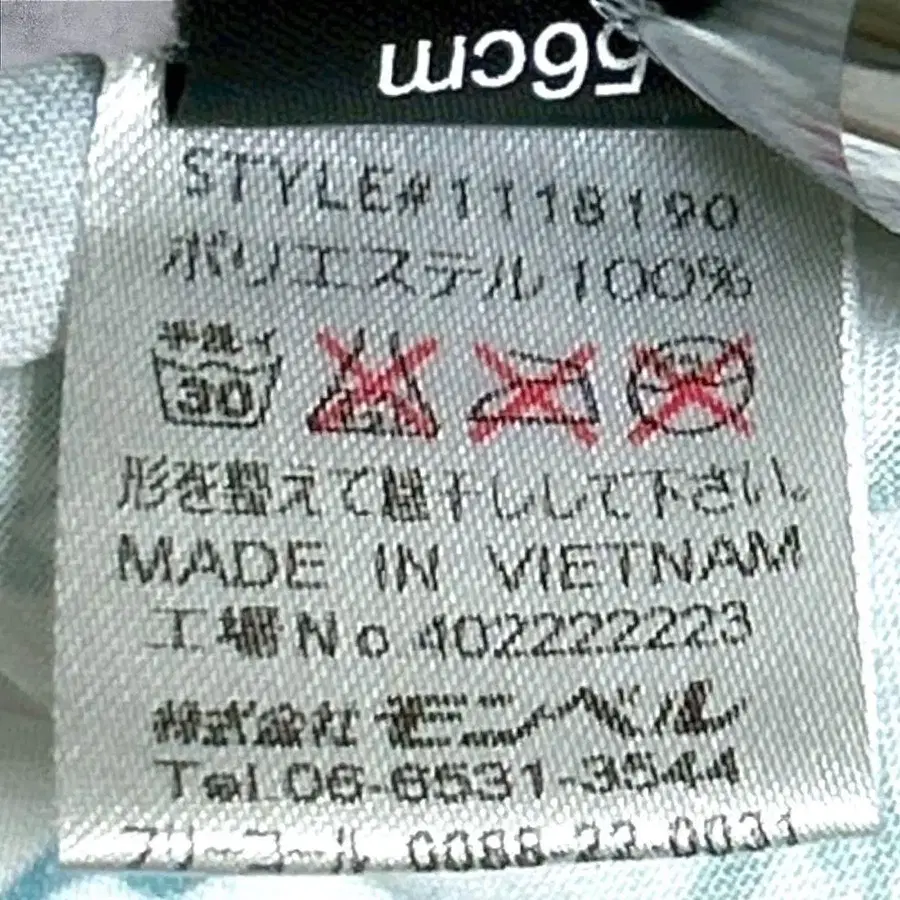 56cm
STYLE#1118190
ポリエステル100%
手洗イ
30
形を整えて陰干しして下さい。
MADE IN VIETNAM
工場No.402222223
株式会社モンベル
Tel.06-6531-3544
フリーコール 0088-22-0031